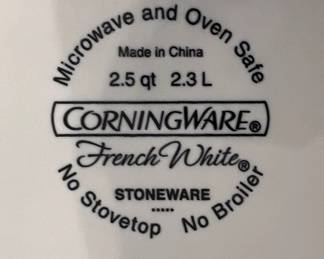 Microwave and Oven Safe
Made in China
2.5 qt 2.3 L
CORNINGWARE®
French White®
STONEWARE
No Stovetop No Broiler